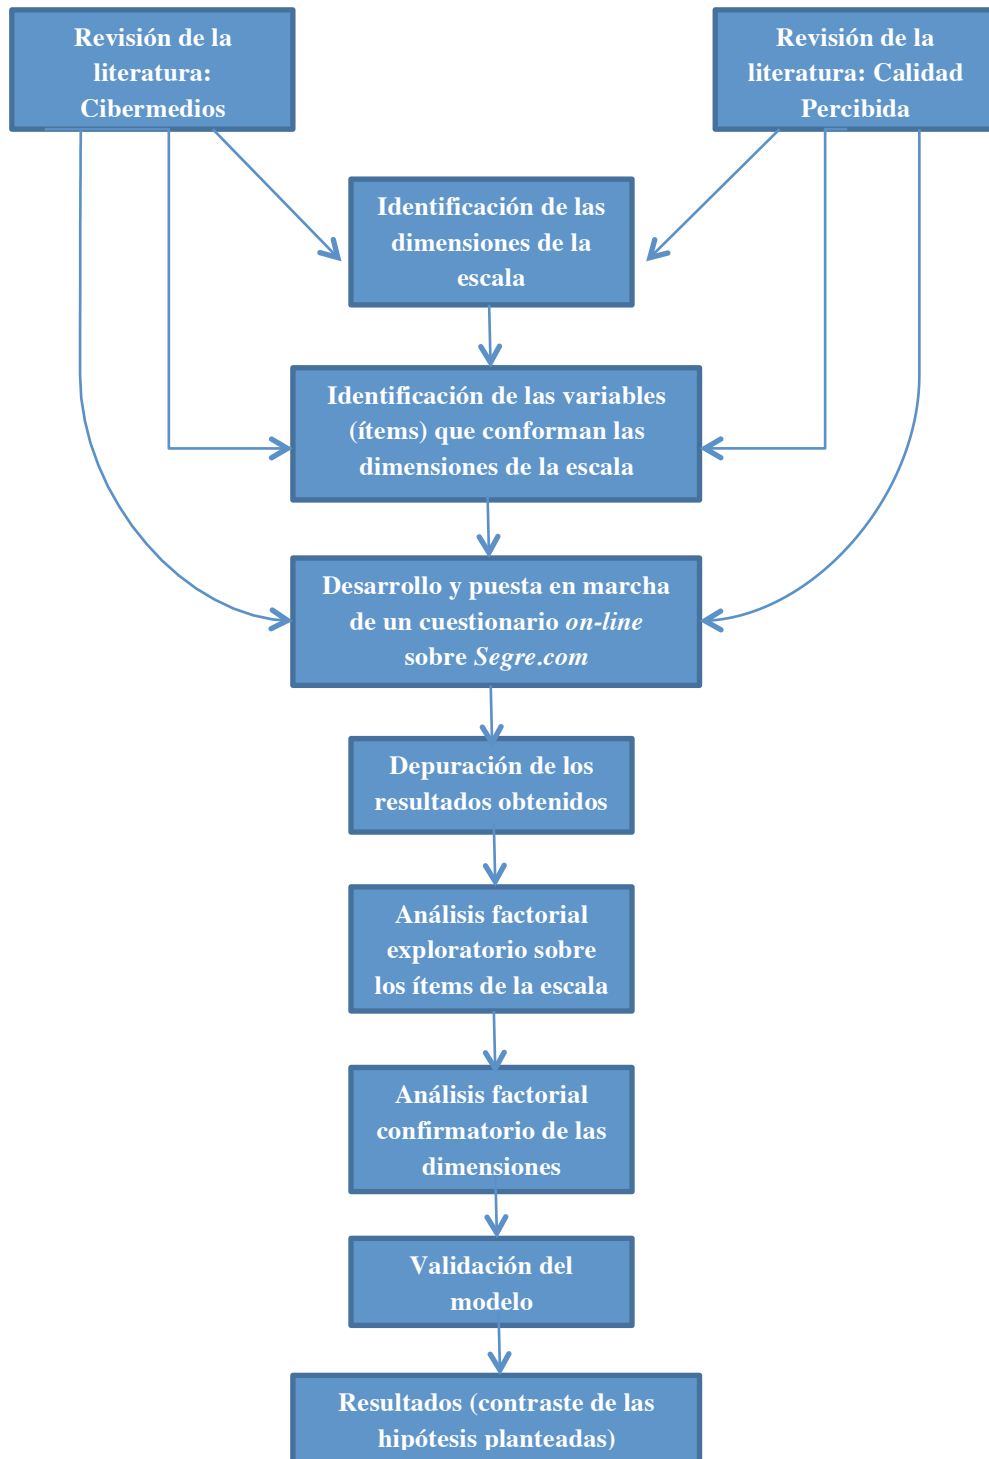 Revisión de la
literatura:
Cibermedios
Revisión de la
literatura: Calidad
Percibida
Identificación de las
dimensiones de la
escala
Identificación de las variables
(ítems) que conforman las
dimensiones de la escala
Desarrollo y puesta en marcha
de un cuestionario on-line
sobre Segre.com
Depuración de los
resultados obtenidos
Análisis factorial
exploratorio sobre
los ítems de la escala
Análisis factorial
confirmatorio de las
dimensiones
Validación del
modelo
Resultados (contraste de las
hipótesis planteadas)